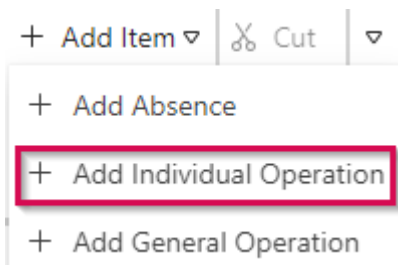 + Add Item ▿ Cut ▿
+ Add Absence
+ Add Individual Operation
+ Add General Operation